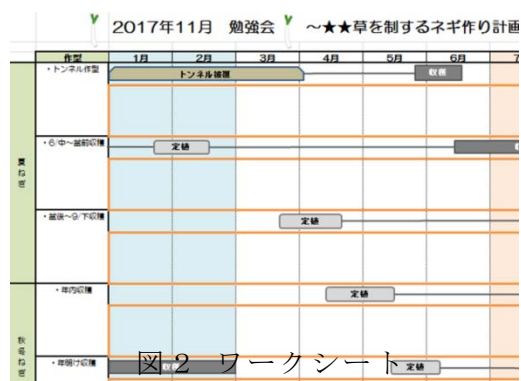 2017年11月 勉強会 ～★★草を制するネギ作り計画
作型 1月 2月 3月 4月 5月 6月 7
・トンネル作型 トンネル被覆 収穫
夏ねぎ
・6/中～盆前収穫 定植
・盆後～9/下収穫 定植
秋冬ね
・年内収穫 定植
・年明け収穫 収穫 定植
図2 ワークシート